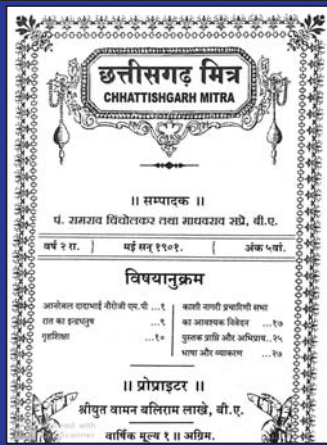 छत्तीसगढ़ मित्र
CHHATTISHGARH MITRA
॥ सम्पादक ॥
पं. रामराव चिंचोलकर तथा माधवराव सप्रे, बी.ए.
वर्ष २ रा. } मई सन् १९०१. { अंक ५वां.
विषयानुक्रम
आनरेबल दादाभाई नौरोजी एम.पी ...१
रात का इन्द्रधनुष ...९
गृहशिक्षा ...१०
काशी नागरी प्रचारिणी सभा
का आवश्यक निवेदन ...१७
पुस्तक प्राप्ति और अभिप्राय..२५
भाषा और व्याकरण ...२७
॥ प्रोप्राइटर ॥
श्रीयुत वामन बलिराम लाखे, बी.ए.
वार्षिक मूल्य १॥ अग्रिम.